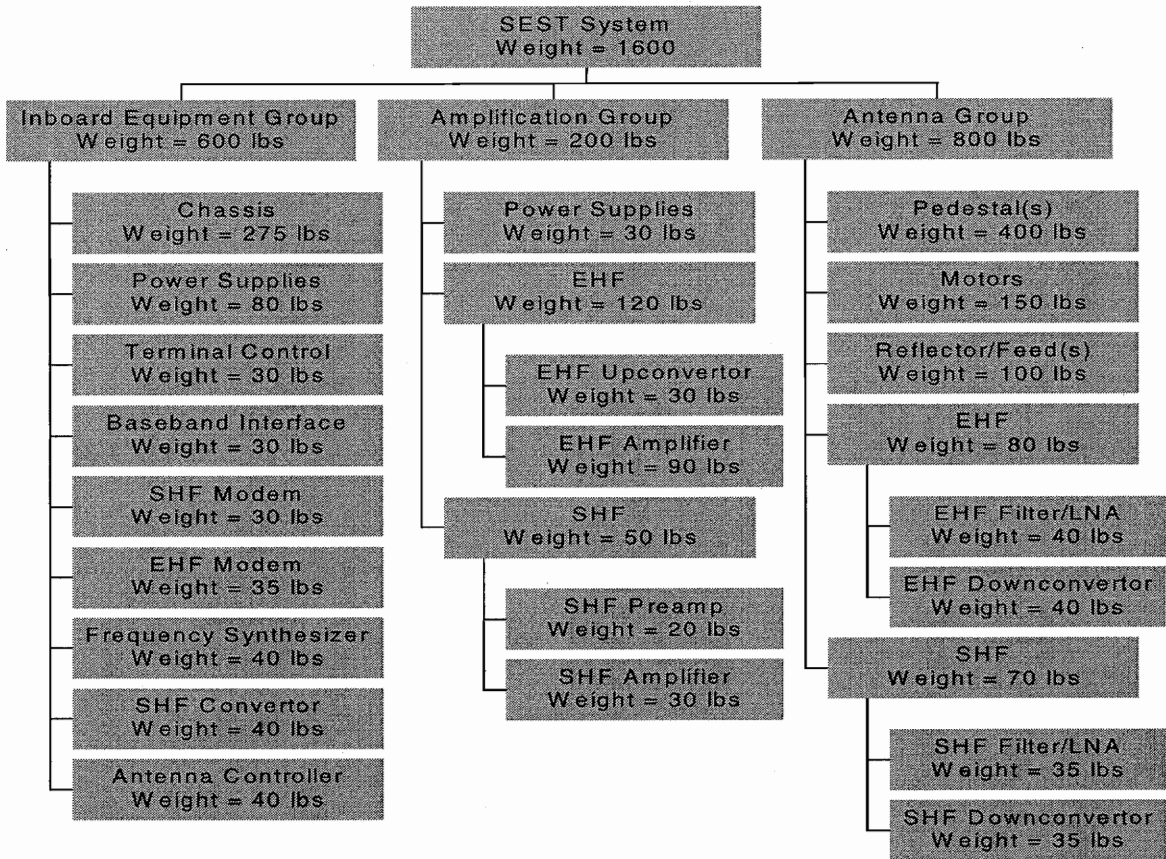 SEST System
Weight = 1600
Inboard Equipment Group
Weight = 600 lbs
Chassis
Weight = 275 lbs
Power Supplies
Weight = 80 lbs
Terminal Control
Weight = 30 lbs
Baseband Interface
Weight = 30 lbs
SHF Modem
Weight = 30 lbs
EHF Modem
Weight = 35 lbs
Frequency Synthesizer
Weight = 40 lbs
SHF Convertor
Weight = 40 lbs
Antenna Controller
Weight = 40 lbs
Amplification Group
Weight = 200 lbs
Power Supplies
Weight = 30 lbs
EHF
Weight = 120 lbs
EHF Upconvertor
Weight = 30 lbs
EHF Amplifier
Weight = 90 lbs
SHF
Weight = 50 lbs
SHF Preamp
Weight = 20 lbs
SHF Amplifier
Weight = 30 lbs
Antenna Group
Weight = 800 lbs
Pedestal(s)
Weight = 400 lbs
Motors
Weight = 150 lbs
Reflector/Feed(s)
Weight = 100 lbs
EHF
Weight = 80 lbs
EHF Filter/LNA
Weight = 40 lbs
EHF Downconvertor
Weight = 40 lbs
SHF
Weight = 70 lbs
SHF Filter/LNA
Weight = 35 lbs
SHF Downconvertor
Weight = 35 lbs